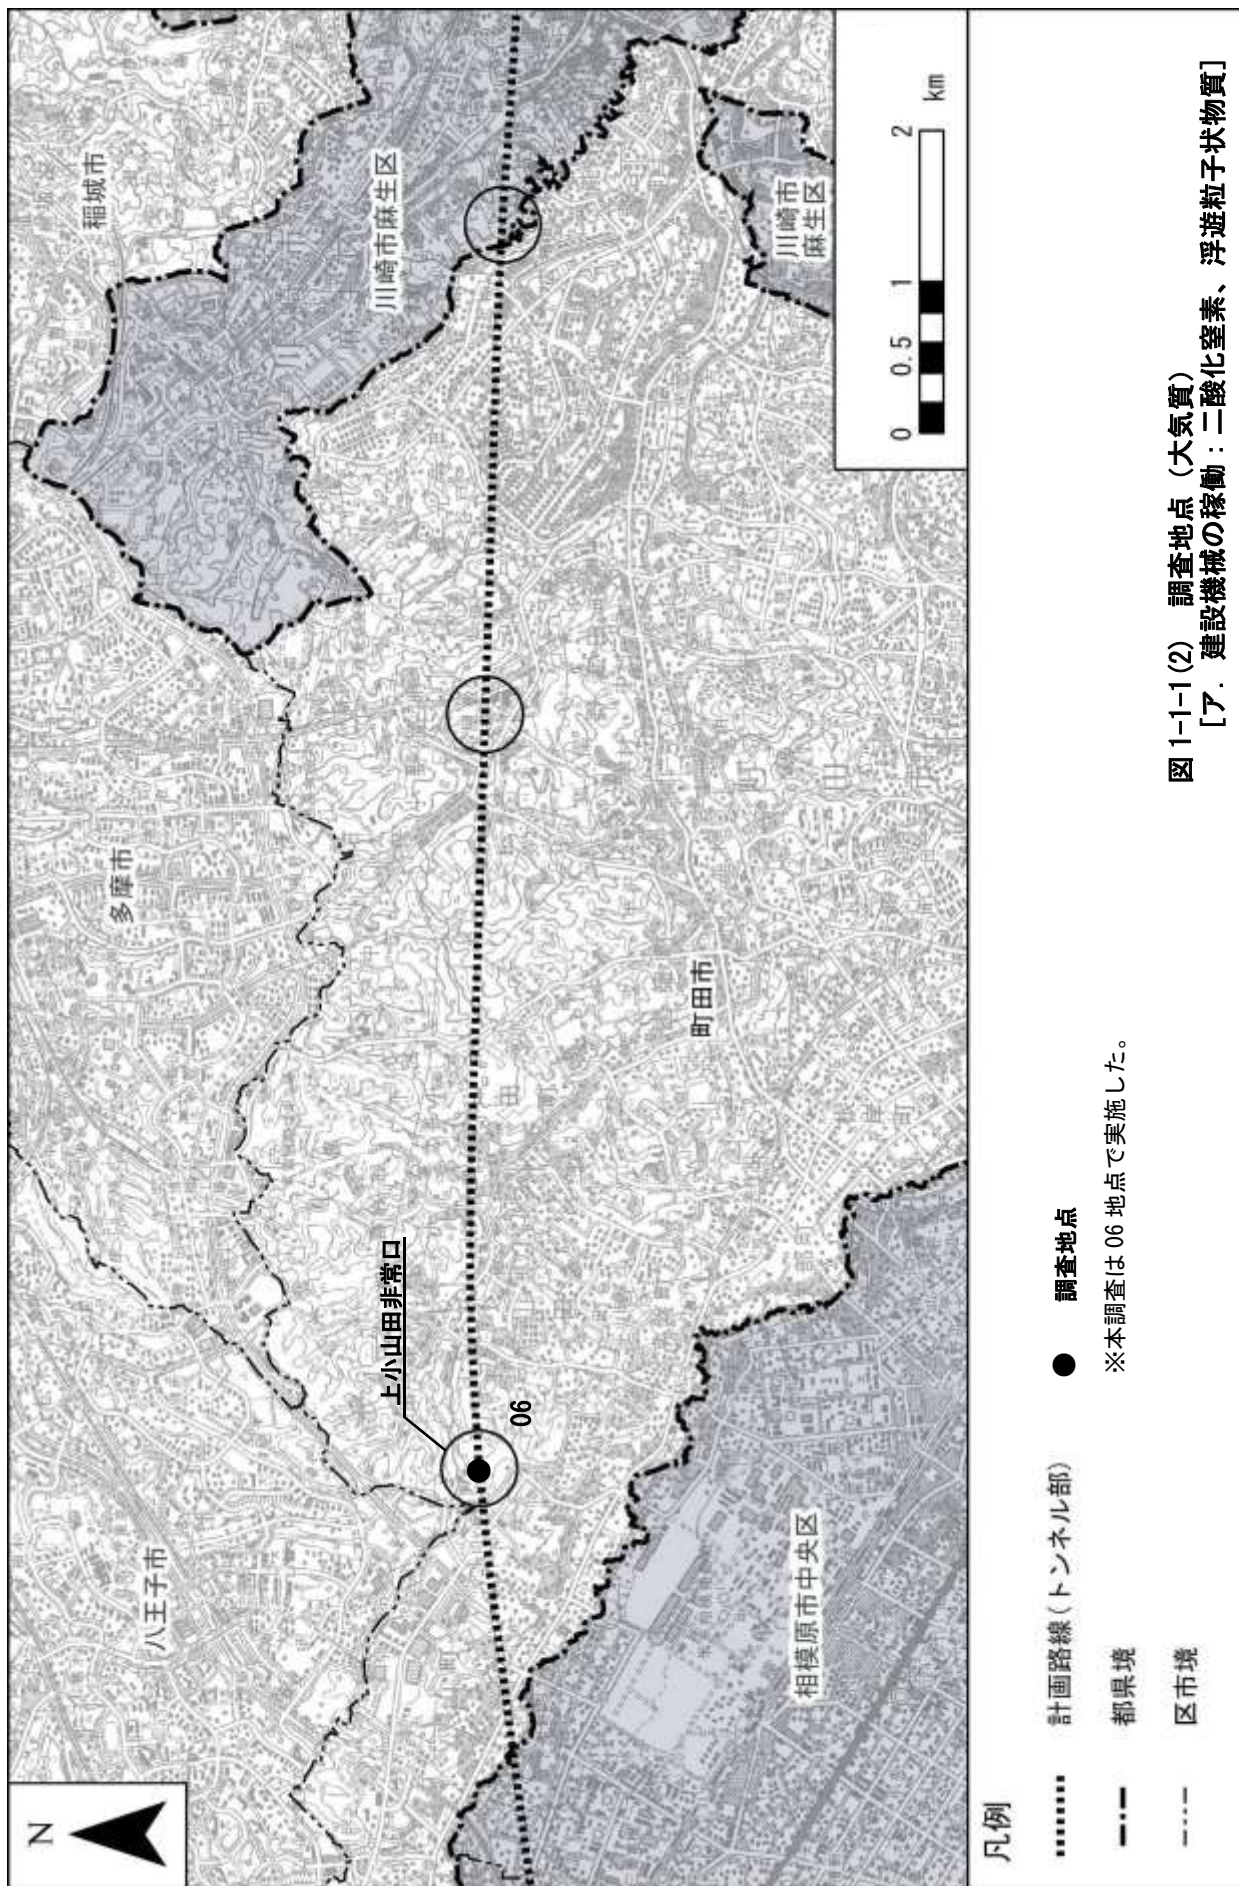 N
八王子市
多摩市
稲城市
川崎市麻生区
上小山田非常口
06
町田市
相模原市中央区
川崎市
麻生区
0 0.5 1 2
km
凡例
計画路線(トンネル部)
都県境
区市境
調査地点
※本調査は 06 地点で実施した。
図 1-1-1(2) 調査地点(大気質)
[ア. 建設機械の稼働:二酸化窒素、浮遊粒子状物質]